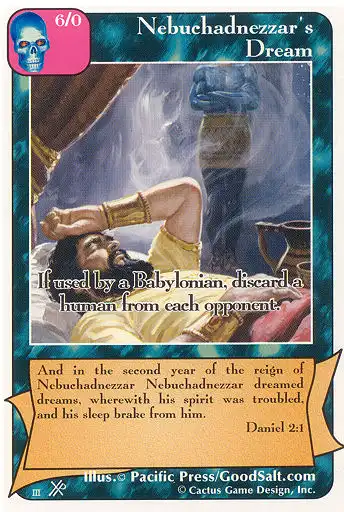 6/0
Nebuchadnezzar's
Dream
If used by a Babylonian, discard a
human from each opponent.
And in the second year of the reign of
Nebuchadnezzar Nebuchadnezzar dreamed
dreams, wherewith his spirit was troubled,
and his sleep brake from him.
Daniel 2:1
III
Illus.© Pacific Press/GoodSalt.com
© Cactus Game Design, Inc.